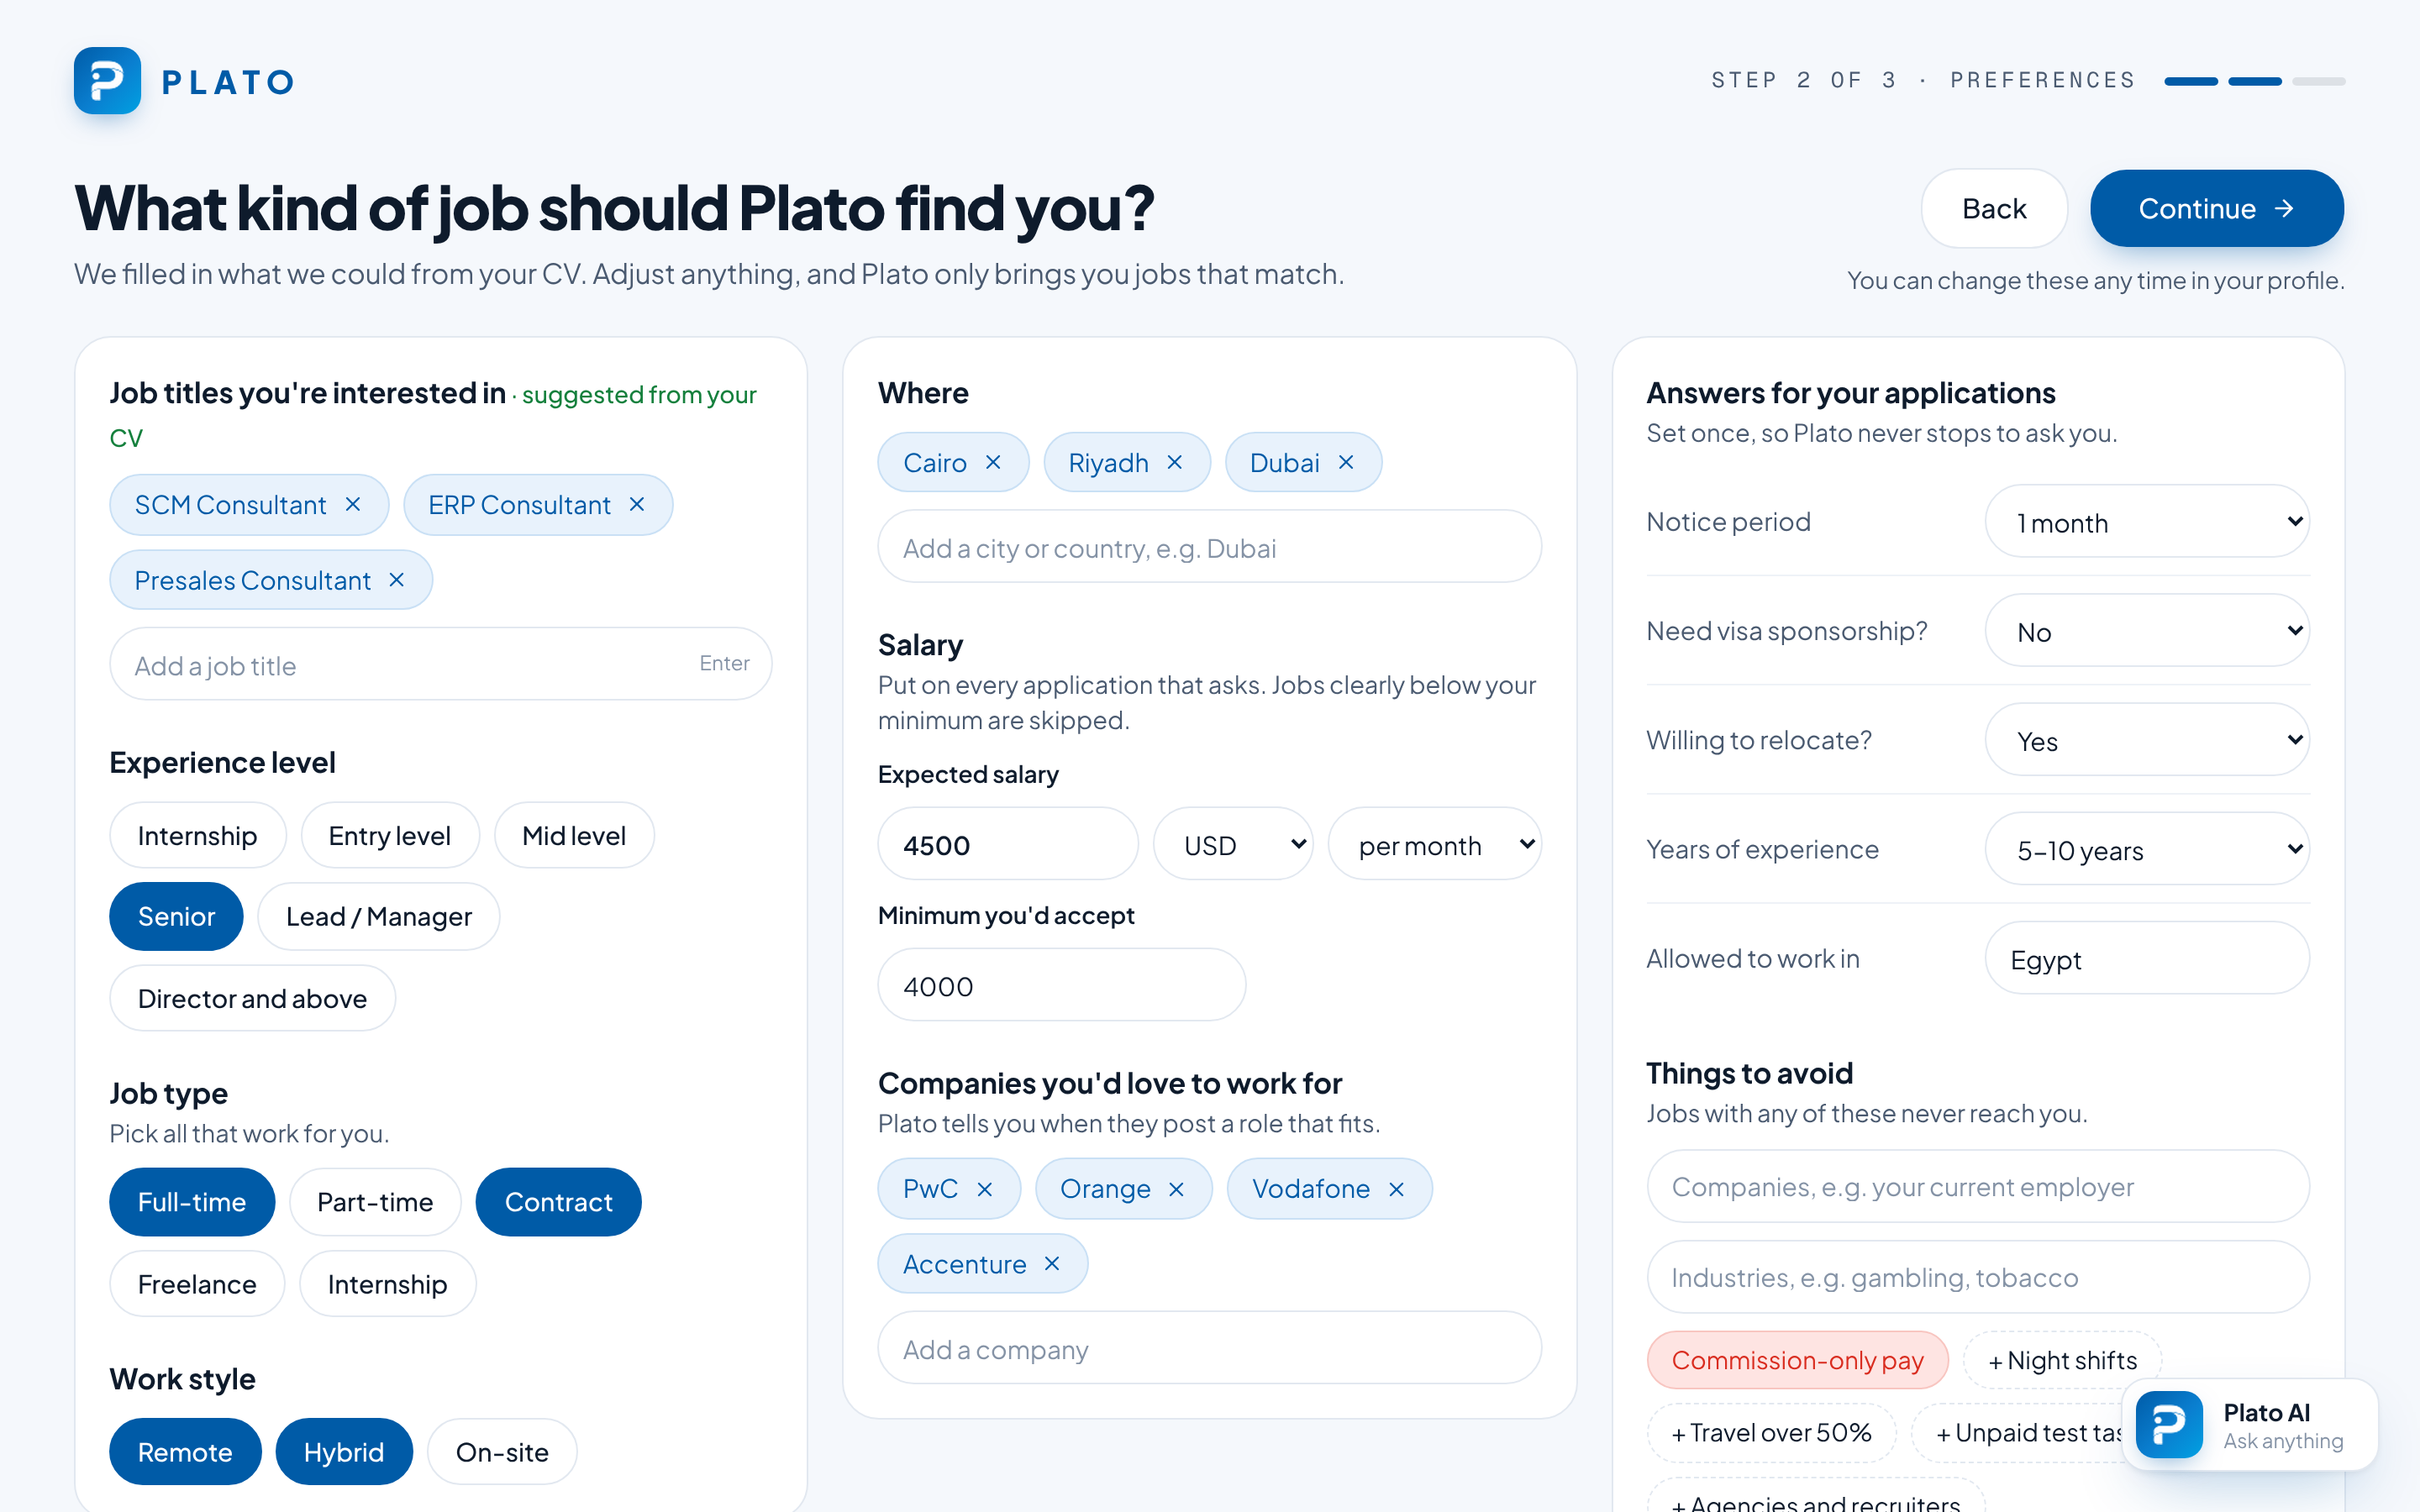 PLATO
STEP 2 OF 3 · PREFERENCES
What kind of job should Plato find you?
We filled in what we could from your CV. Adjust anything, and Plato only brings you jobs that match.
Back
Continue →
You can change these any time in your profile.
Job titles you're interested in · suggested from your
CV
SCM Consultant ×
ERP Consultant ×
Presales Consultant ×
Add a job title
Enter
Experience level
Internship
Entry level
Mid level
Senior
Lead / Manager
Director and above
Job type
Pick all that work for you.
Full-time
Part-time
Contract
Freelance
Internship
Work style
Remote
Hybrid
On-site
Where
Cairo ×
Riyadh ×
Dubai ×
Add a city or country, e.g. Dubai
Salary
Put on every application that asks. Jobs clearly below your
minimum are skipped.
Expected salary
4500
USD
per month
Minimum you'd accept
4000
Companies you'd love to work for
Plato tells you when they post a role that fits.
PwC ×
Orange ×
Vodafone ×
Accenture ×
Add a company
Answers for your applications
Set once, so Plato never stops to ask you.
Notice period
1 month
Need visa sponsorship?
No
Willing to relocate?
Yes
Years of experience
5–10 years
Allowed to work in
Egypt
Things to avoid
Jobs with any of these never reach you.
Companies, e.g. your current employer
Industries, e.g. gambling, tobacco
Commission-only pay
+ Night shifts
+ Travel over 50%
+ Unpaid test
+ Agencies and recruiters
Plato AI
Ask anything